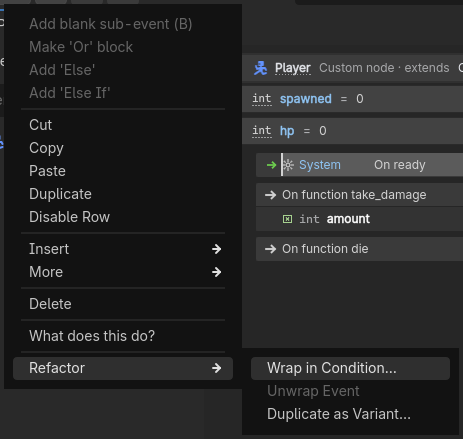 Add blank sub-event (B)
Make 'Or' block
Add 'Else'
Add 'Else If'
Cut
Copy
Paste
Duplicate
Disable Row
Insert
More
Delete
What does this do?
Refactor
Player Custom node · extends
int spawned = 0
int hp = 0
System On ready
On function take_damage
int amount
On function die
Wrap in Condition...
Unwrap Event
Duplicate as Variant...